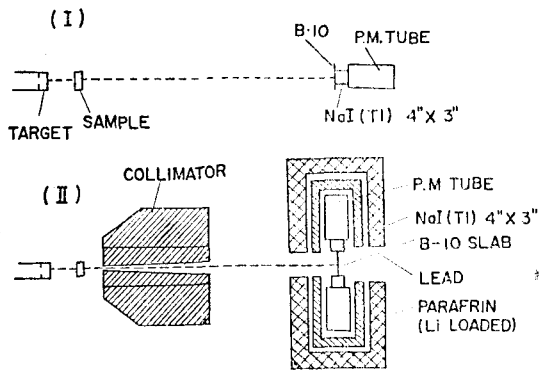 (I)
B-10
P.M. TUBE
NaI (Tl) 4"X 3"
TARGET
SAMPLE
(II)
COLLIMATOR
P.M TUBE
NaI (Tl) 4"X 3"
B-10 SLAB
LEAD
PARAFRIN
(Li LOADED)